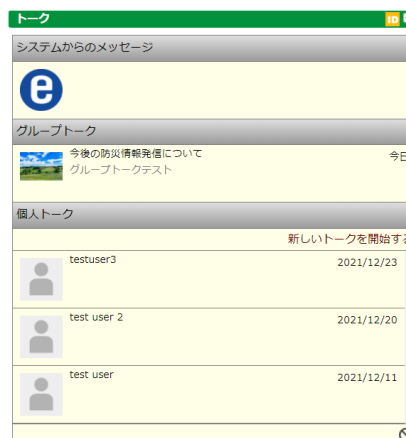 トーク
ID
システムからのメッセージ
e
グループトーク
今後の防災情報発信について
今日
グループトークテスト
個人トーク
新しいトークを開始する
testuser3
2021/12/23
test user 2
2021/12/20
test user
2021/12/11